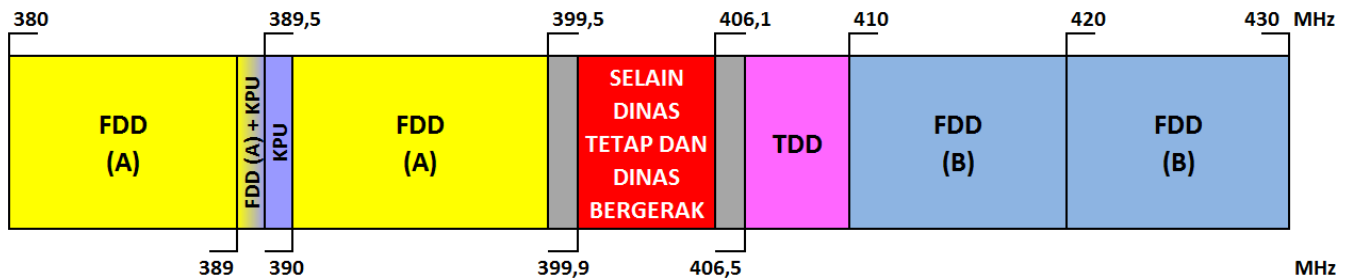 380 389,5 399,5 406,1 410 420 430 MHz
FDD
(A)
FDD (A) + KPU
KPU
FDD
(A)
SELAIN
DINAS
TETAP DAN
DINAS
BERGERAK
TDD
FDD
(B)
FDD
(B)
389 390 399,9 406,5 MHz